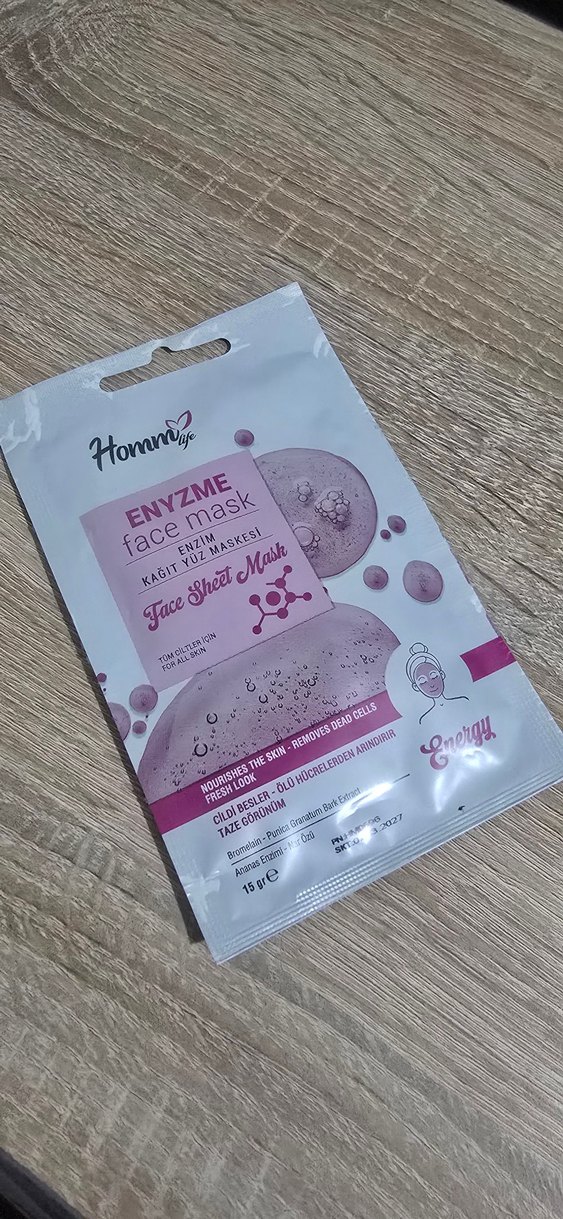 Homm life
ENYZME
face mask
ENZİM
KAĞIT YÜZ MASKESİ
Face Sheet Mask
TÜM CİLTLER İÇİN
FOR ALL SKIN
NOURISHES THE SKIN - REMOVES DEAD CELLS
FRESH LOOK
CİLDİ BESLER - ÖLÜ HÜCRELERDEN ARINDIRIR
TAZE GÖRÜNÜM
Energy
Bromelain - Punica Granatum Bark Extract
Ananas Enzimi - Nar Özü
15 gr e